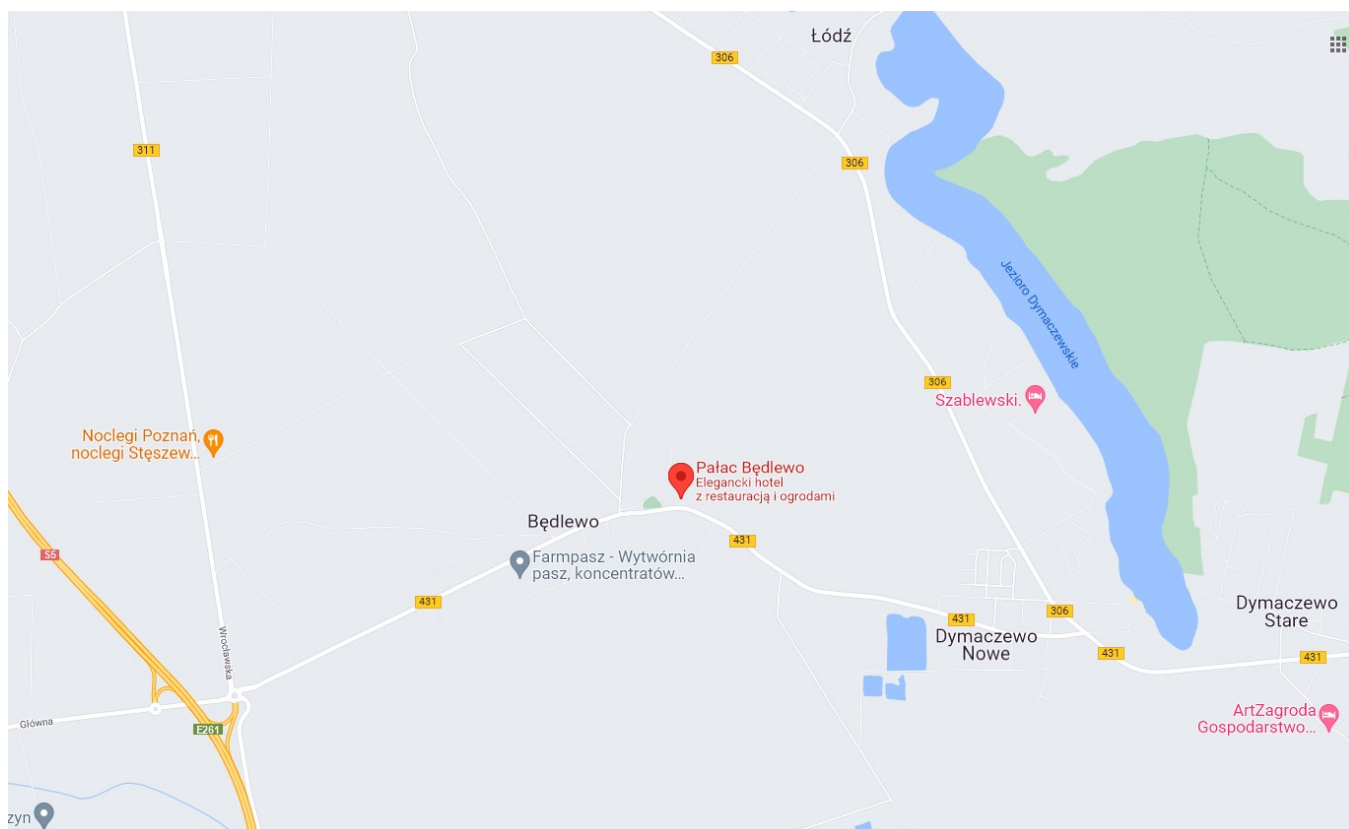 Łódź
306
306
311
Jezioro Dymaczewskie
306
Szablewski.
Noclegi Poznań,
noclegi Stęszew...
Pałac Będlewo
Elegancki hotel
z restauracją i ogrodami
Będlewo
431
S5
Farmpasz - Wytwórnia
pasz, koncentratów...
431
431
306
Dymaczewo
Nowe
Dymaczewo
Stare
431
431
Wrocławska
Główna
E261
ArtZagroda
Gospodarstwo...
zyn